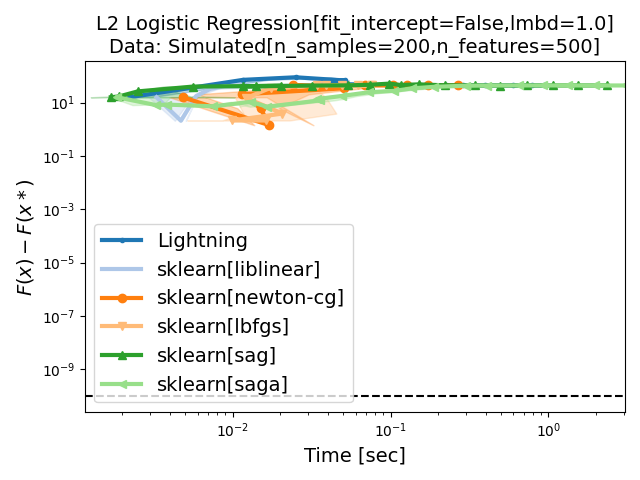 L2 Logistic Regression[fit_intercept=False,lmbd=1.0]
Data: Simulated[n_samples=200,n_features=500]
F(x) − F(x∗)
10¹
10⁻¹
10⁻³
10⁻⁵
10⁻⁷
10⁻⁹
Lightning
sklearn[liblinear]
sklearn[newton-cg]
sklearn[lbfgs]
sklearn[sag]
sklearn[saga]
10⁻² 10⁻¹ 10⁰
Time [sec]